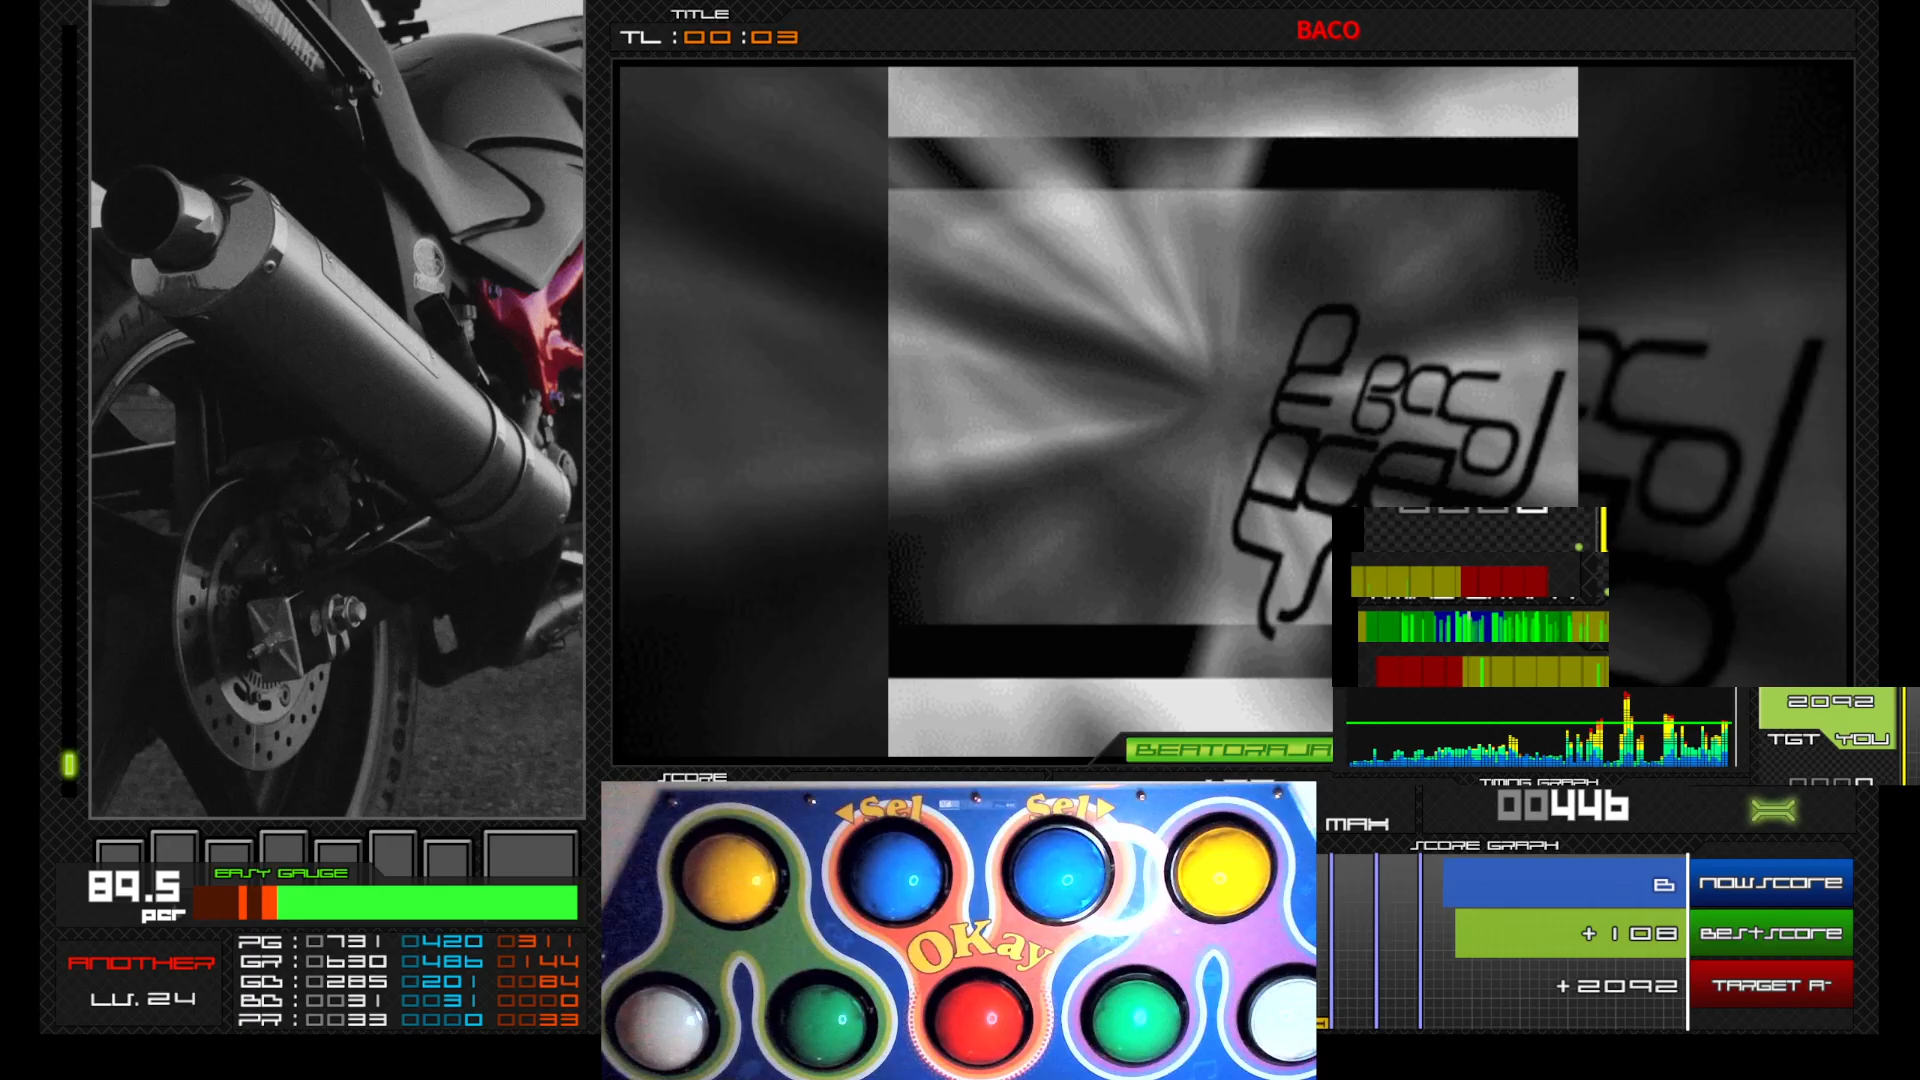 TITLE
TL :00 :03
BACO
BEATORAJA
2092
TGT YOU
TIMING GRAPH
SCORE
00446
MAX
SCORE GRAPH
B
NOWSCORE
+108
BESTSCORE
+2092
TARGET A-
EASY GAUGE
89.5
PCT
ANOTHER
LV. 24
PG :0731 0420 0311
GR :0630 0486 0144
GD :0285 0201 0084
BD :0031 0031 0000
PR :0033 0000 0033
Sel
Sel
OKay